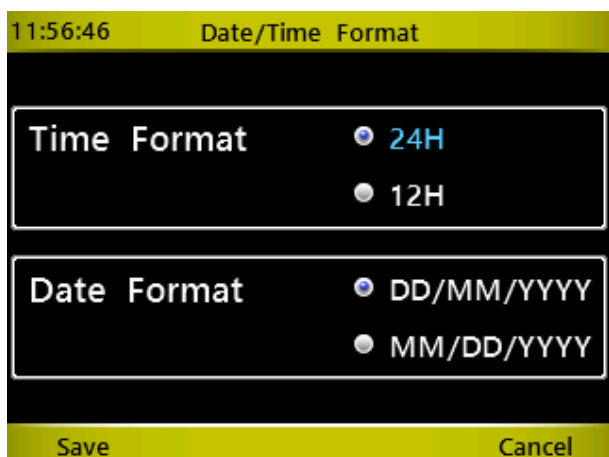 11:56:46 Date/Time Format
Time Format 24H
12H
Date Format DD/MM/YYYY
MM/DD/YYYY
Save Cancel